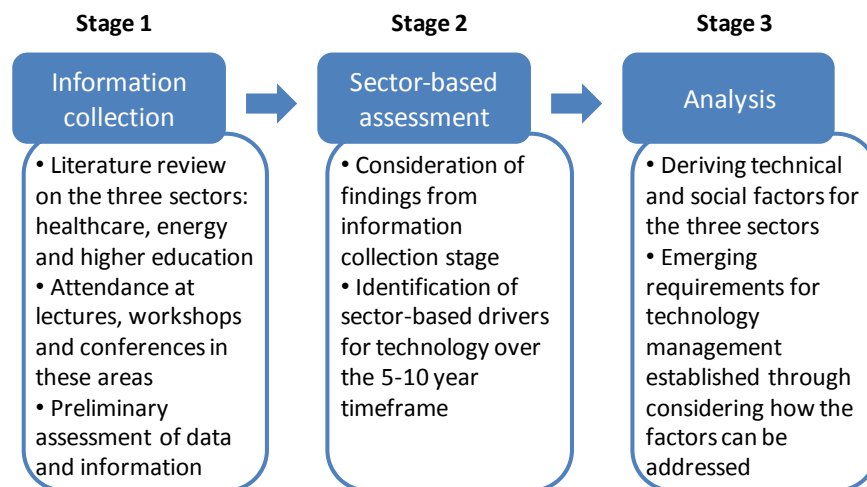 Stage 1
Stage 2
Stage 3
Information
collection
• Literature review
on the three sectors:
healthcare, energy
and higher education
• Attendance at
lectures, workshops
and conferences in
these areas
• Preliminary
assessment of data
and information
Sector-based
assessment
• Consideration of
findings from
information
collection stage
• Identification of
sector-based drivers
for technology over
the 5-10 year
timeframe
Analysis
• Deriving technical
and social factors for
the three sectors
• Emerging
requirements for
technology
management
established through
considering how the
factors can be
addressed